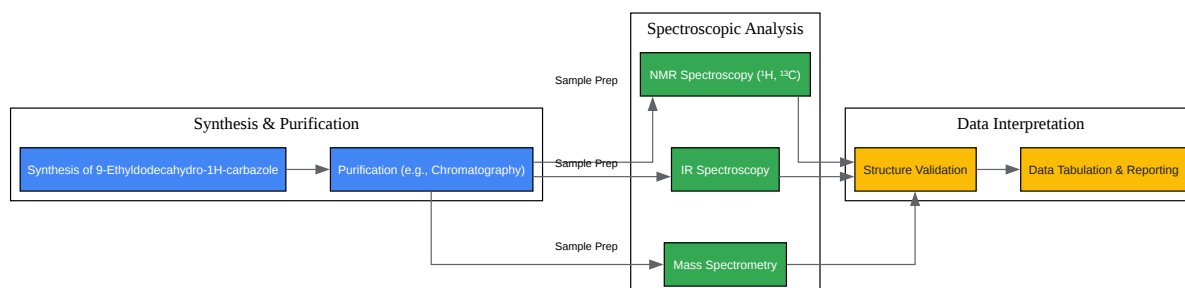 Spectroscopic Analysis
Sample Prep
NMR Spectroscopy (¹H, ¹³C)
Synthesis & Purification
Data Interpretation
Synthesis of 9-Ethyldodecahydro-1H-carbazole
Purification (e.g., Chromatography)
Sample Prep
IR Spectroscopy
Structure Validation
Data Tabulation & Reporting
Sample Prep
Mass Spectrometry